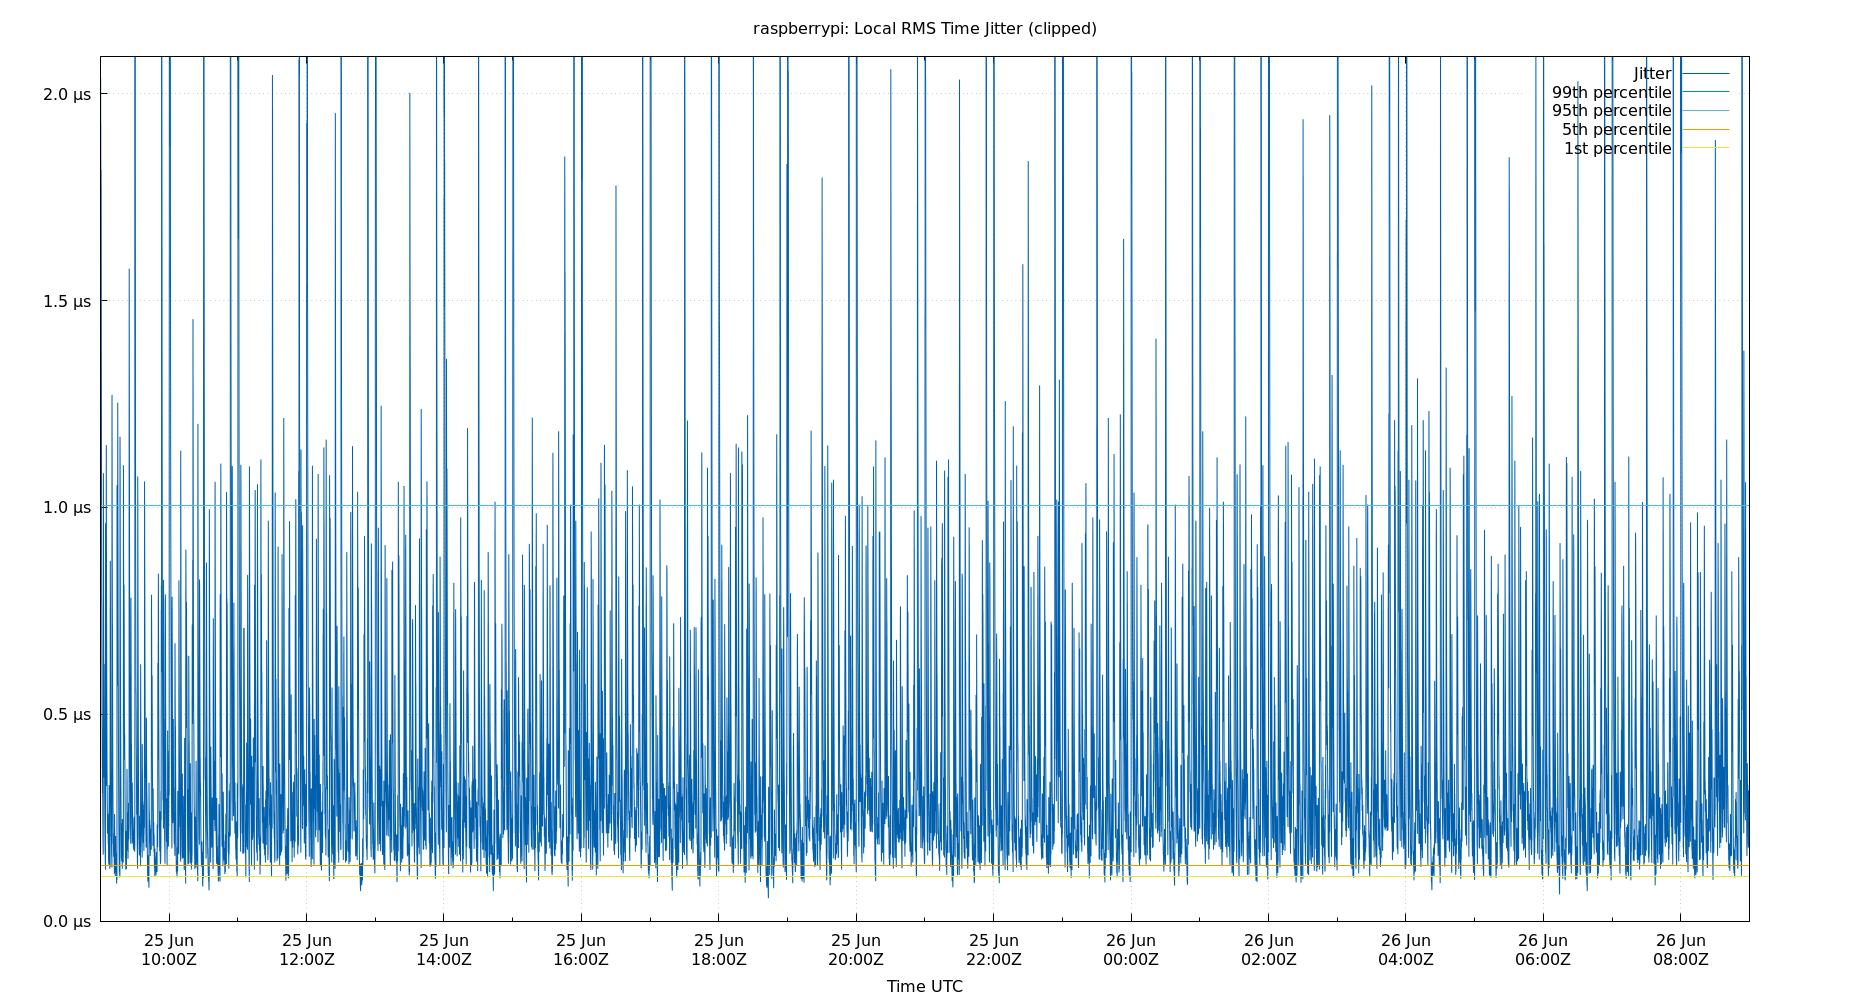 raspberrypi: Local RMS Time Jitter (clipped)
2.0 µs
1.5 µs
1.0 µs
0.5 µs
0.0 µs
Jitter
99th percentile
95th percentile
5th percentile
1st percentile
25 Jun
10:00Z
25 Jun
12:00Z
25 Jun
14:00Z
25 Jun
16:00Z
25 Jun
18:00Z
25 Jun
20:00Z
25 Jun
22:00Z
26 Jun
00:00Z
26 Jun
02:00Z
26 Jun
04:00Z
26 Jun
06:00Z
26 Jun
08:00Z
Time UTC